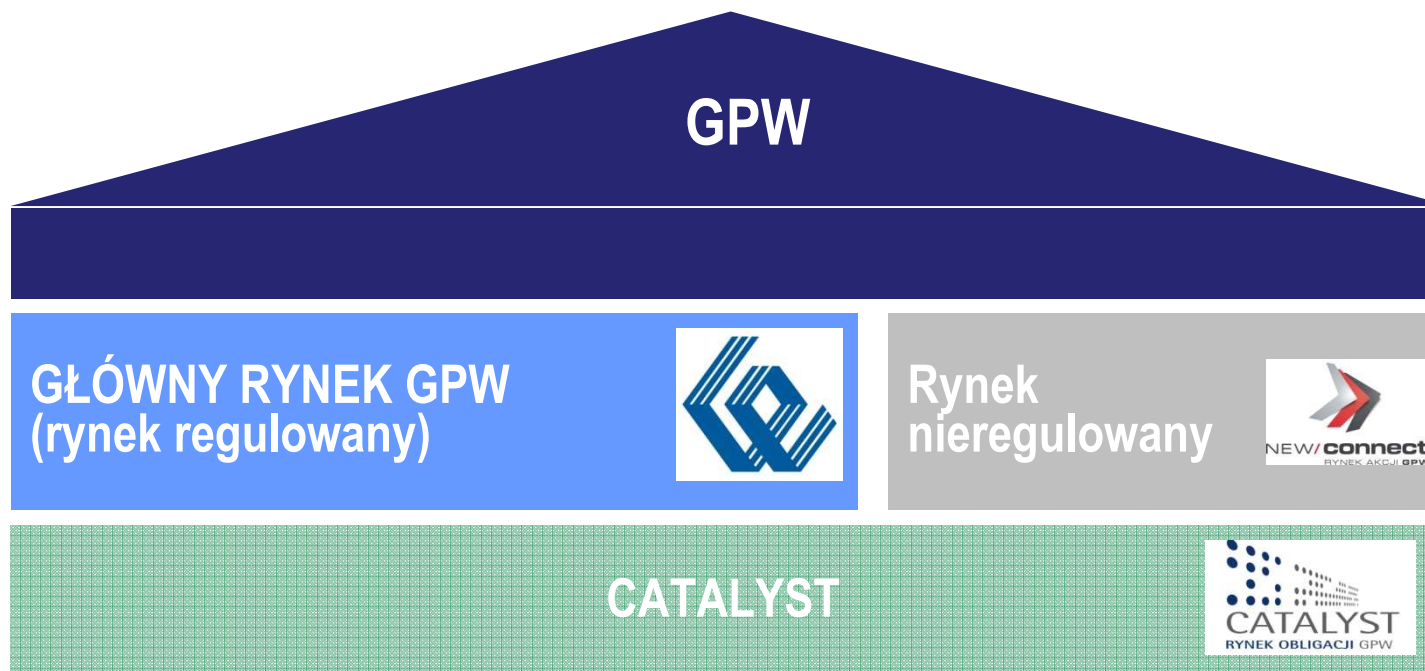 GPW
GŁÓWNY RYNEK GPW
(rynek regulowany)
Rynek
nieregulowany
NEW/connect
RYNEK AKCJI GPW
CATALYST
CATALYST
RYNEK OBLIGACJI GPW